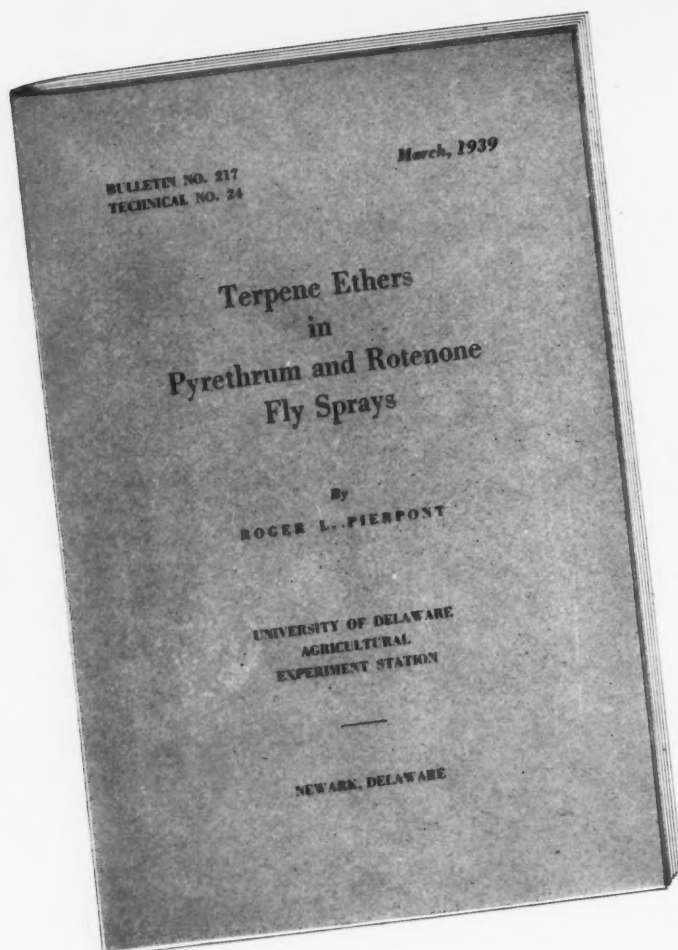 BULLETIN NO. 217
TECHNICAL NO. 24
March, 1939
Terpene Ethers
in
Pyrethrum and Rotenone
Fly Sprays
By
ROGER L. PIERPONT
UNIVERSITY OF DELAWARE
AGRICULTURAL
EXPERIMENT STATION
NEWARK, DELAWARE